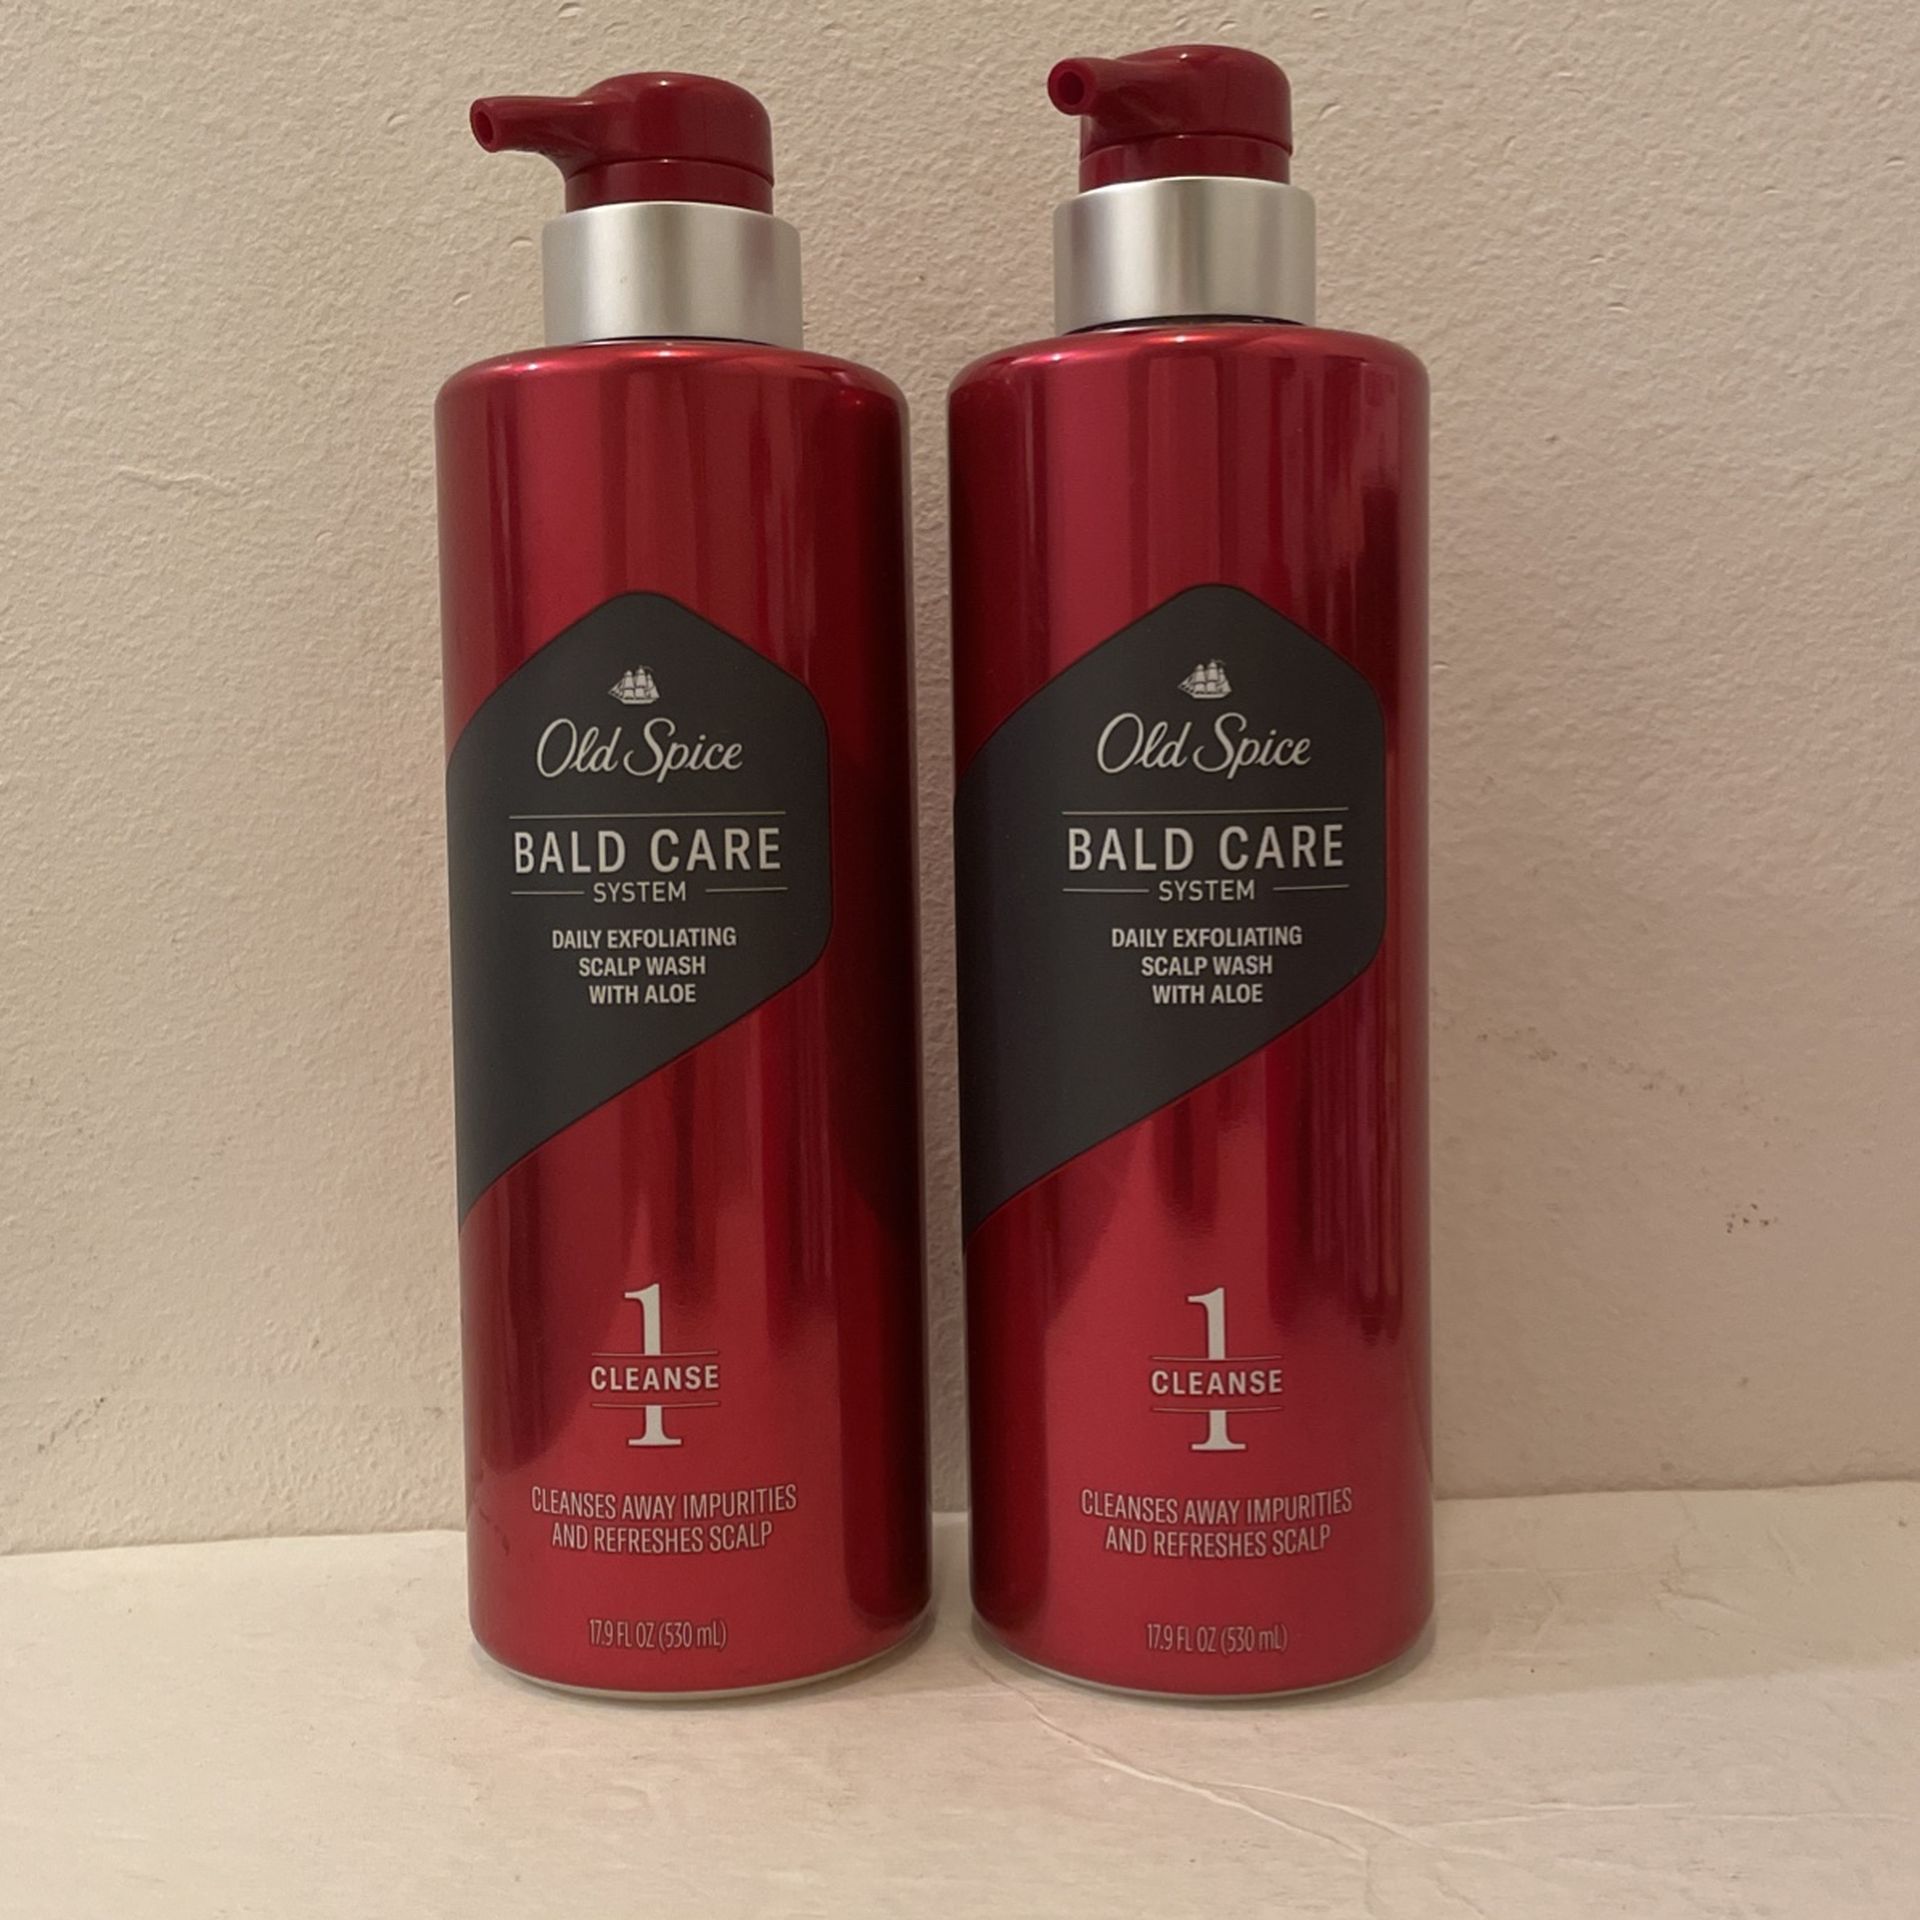 Old Spice
BALD CARE
SYSTEM
DAILY EXFOLIATING
SCALP WASH
WITH ALOE
1
CLEANSE
CLEANSES AWAY IMPURITIES
AND REFRESHES SCALP
17.9 FL OZ (530 mL)
Old Spice
BALD CARE
SYSTEM
DAILY EXFOLIATING
SCALP WASH
WITH ALOE
1
CLEANSE
CLEANSES AWAY IMPURITIES
AND REFRESHES SCALP
17.9 FL OZ (530 mL)